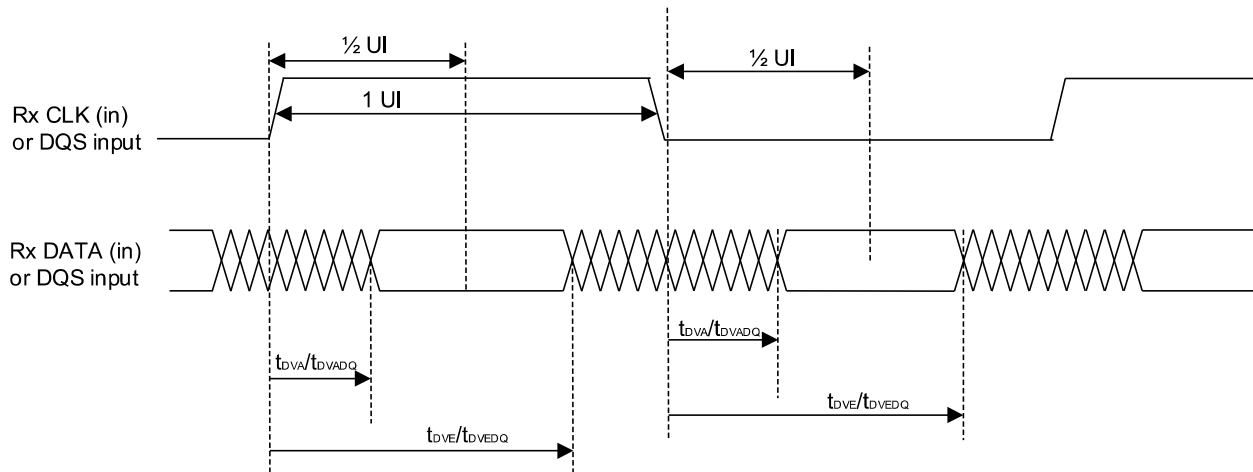 ½ UI
½ UI
1 UI
Rx CLK (in)
or DQS input
Rx DATA (in)
or DQS input
tDVA/tDVADQ
tDVA/tDVADQ
tDVE/tDVEDQ
tDVE/tDVEDQ